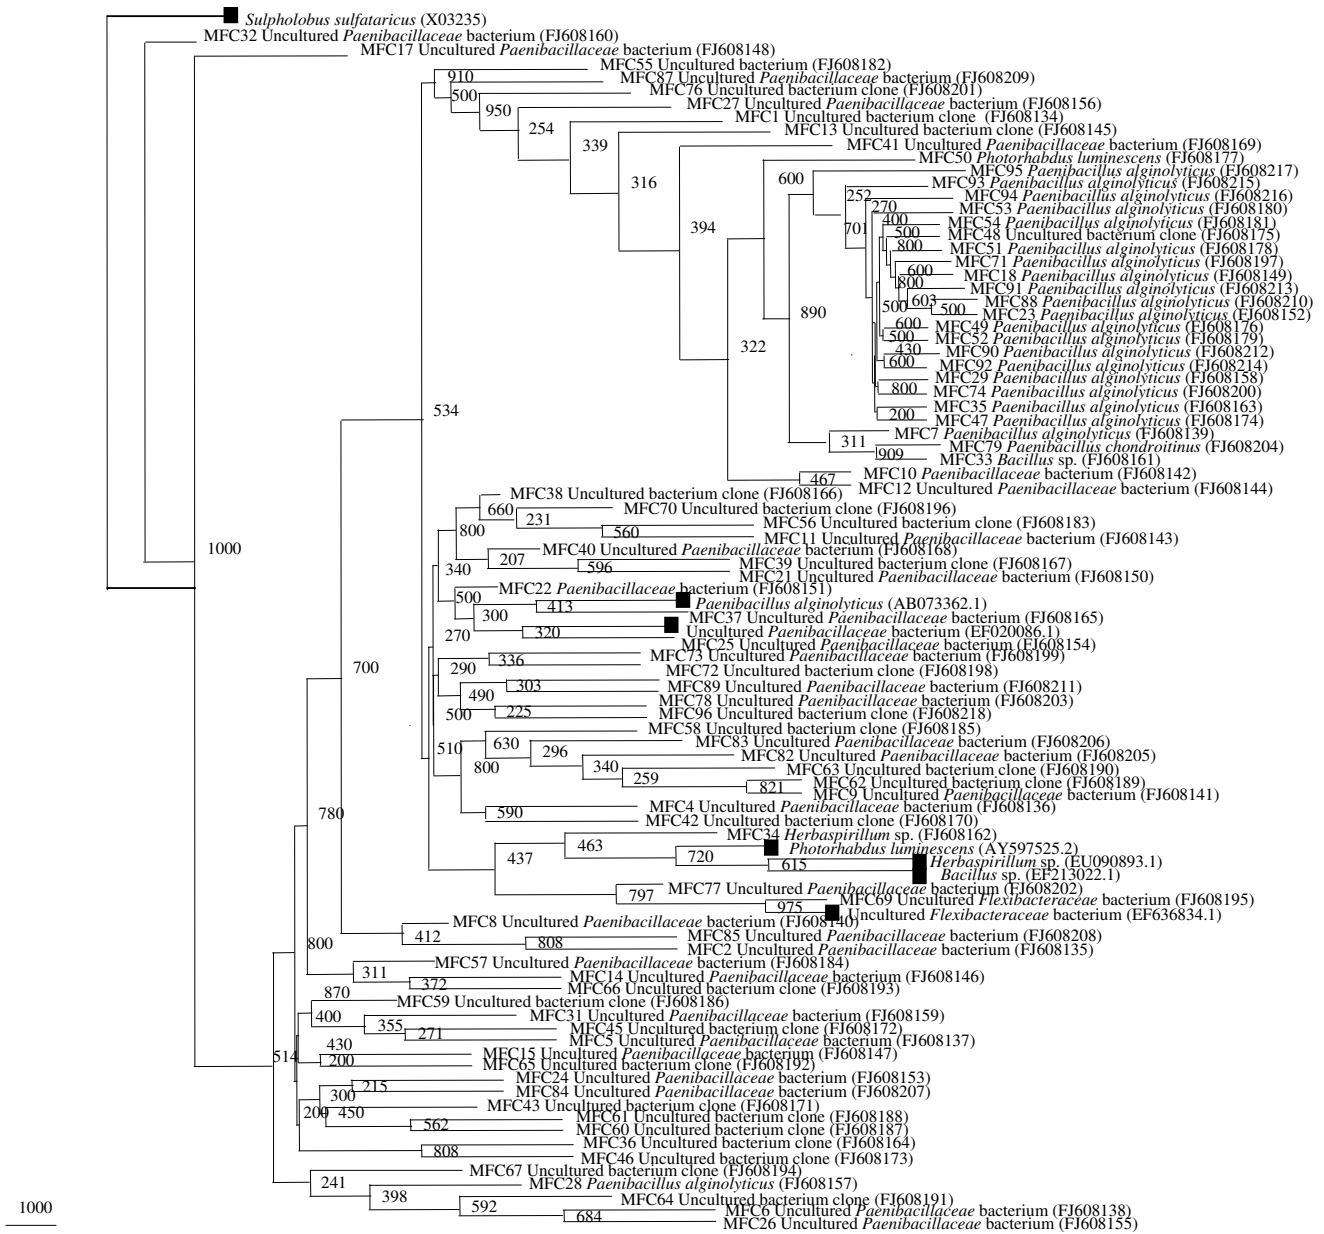 Sulpholobus sulfataricus (X03235)
MFC32 Uncultured Paenibacillaceae bacterium (FJ608160)
MFC17 Uncultured Paenibacillaceae bacterium (FJ608148)
MFC55 Uncultured bacterium (FJ608182)
910 MFC87 Uncultured Paenibacillaceae bacterium (FJ608209)
500 MFC76 Uncultured bacterium clone (FJ608201)
950 MFC27 Uncultured Paenibacillaceae bacterium (FJ608156)
MFC1 Uncultured bacterium clone (FJ608134)
254 MFC13 Uncultured bacterium clone (FJ608145)
339 MFC41 Uncultured Paenibacillaceae bacterium (FJ608169)
MFC50 Photorhabdus luminescens (FJ608177)
MFC95 Paenibacillus alginolyticus (FJ608217)
316 600 MFC93 Paenibacillus alginolyticus (FJ608215)
252 MFC94 Paenibacillus alginolyticus (FJ608216)
270 MFC53 Paenibacillus alginolyticus (FJ608180)
400 MFC54 Paenibacillus alginolyticus (FJ608181)
394 701 500 MFC48 Uncultured bacterium clone (FJ608175)
800 MFC51 Paenibacillus alginolyticus (FJ608178)
MFC71 Paenibacillus alginolyticus (FJ608197)
600 MFC18 Paenibacillus alginolyticus (FJ608149)
800 MFC91 Paenibacillus alginolyticus (FJ608213)
603 MFC88 Paenibacillus alginolyticus (FJ608210)
890 500 500 MFC23 Paenibacillus alginolyticus (FJ608152)
600 MFC49 Paenibacillus alginolyticus (FJ608176)
500 MFC52 Paenibacillus alginolyticus (FJ608179)
322 430 MFC90 Paenibacillus alginolyticus (FJ608212)
600 MFC92 Paenibacillus alginolyticus (FJ608214)
MFC29 Paenibacillus alginolyticus (FJ608158)
800 MFC74 Paenibacillus alginolyticus (FJ608200)
534 MFC35 Paenibacillus alginolyticus (FJ608163)
200 MFC47 Paenibacillus alginolyticus (FJ608174)
MFC7 Paenibacillus alginolyticus (FJ608139)
311 MFC79 Paenibacillus chondroitinus (FJ608204)
909 MFC33 Bacillus sp. (FJ608161)
MFC10 Paenibacillaceae bacterium (FJ608142)
467 MFC12 Uncultured Paenibacillaceae bacterium (FJ608144)
MFC38 Uncultured bacterium clone (FJ608166)
660 MFC70 Uncultured bacterium clone (FJ608196)
231 MFC56 Uncultured bacterium clone (FJ608183)
800 560 MFC11 Uncultured Paenibacillaceae bacterium (FJ608143)
1000 MFC40 Uncultured Paenibacillaceae bacterium (FJ608168)
207 MFC39 Uncultured bacterium clone (FJ608167)
340 596 MFC21 Uncultured Paenibacillaceae bacterium (FJ608150)
MFC22 Paenibacillaceae bacterium (FJ608151)
500 413 Paenibacillus alginolyticus (AB073362.1)
300 MFC37 Uncultured Paenibacillaceae bacterium (FJ608165)
270 320 Uncultured Paenibacillaceae bacterium (EF020086.1)
MFC25 Uncultured Paenibacillaceae bacterium (FJ608154)
336 MFC73 Uncultured Paenibacillaceae bacterium (FJ608199)
700 290 MFC72 Uncultured bacterium clone (FJ608198)
303 MFC89 Uncultured Paenibacillaceae bacterium (FJ608211)
490 MFC78 Uncultured Paenibacillaceae bacterium (FJ608203)
500 225 MFC96 Uncultured bacterium clone (FJ608218)
MFC58 Uncultured bacterium clone (FJ608185)
510 630 MFC83 Uncultured Paenibacillaceae bacterium (FJ608206)
296 MFC82 Uncultured Paenibacillaceae bacterium (FJ608205)
800 340 MFC63 Uncultured bacterium clone (FJ608190)
259 MFC62 Uncultured bacterium clone (FJ608189)
821 MFC9 Uncultured Paenibacillaceae bacterium (FJ608141)
780 590 MFC4 Uncultured Paenibacillaceae bacterium (FJ608136)
MFC42 Uncultured bacterium clone (FJ608170)
MFC34 Herbaspirillum sp. (FJ608162)
463 Photorhabdus luminescens (AY597525.2)
437 720 615 Herbaspirillum sp. (EU090893.1)
Bacillus sp. (EF213022.1)
MFC77 Uncultured Paenibacillaceae bacterium (FJ608202)
797 MFC69 Uncultured Flexibacteraceae bacterium (FJ608195)
975 Uncultured Flexibacteraceae bacterium (EF636834.1)
MFC8 Uncultured Paenibacillaceae bacterium (FJ608140)
412 MFC85 Uncultured Paenibacillaceae bacterium (FJ608208)
800 808 MFC2 Uncultured Paenibacillaceae bacterium (FJ608135)
MFC57 Uncultured Paenibacillaceae bacterium (FJ608184)
311 MFC14 Uncultured Paenibacillaceae bacterium (FJ608146)
372 MFC66 Uncultured bacterium clone (FJ608193)
870 MFC59 Uncultured bacterium clone (FJ608186)
400 MFC31 Uncultured Paenibacillaceae bacterium (FJ608159)
355 MFC45 Uncultured bacterium clone (FJ608172)
271 MFC5 Uncultured Paenibacillaceae bacterium (FJ608137)
430 MFC15 Uncultured Paenibacillaceae bacterium (FJ608147)
514 200 MFC65 Uncultured bacterium clone (FJ608192)
MFC24 Uncultured Paenibacillaceae bacterium (FJ608153)
300 215 MFC84 Uncultured Paenibacillaceae bacterium (FJ608207)
200 450 MFC43 Uncultured bacterium clone (FJ608171)
MFC61 Uncultured bacterium clone (FJ608188)
562 MFC60 Uncultured bacterium clone (FJ608187)
MFC36 Uncultured bacterium clone (FJ608164)
808 MFC46 Uncultured bacterium clone (FJ608173)
MFC67 Uncultured bacterium clone (FJ608194)
241 MFC28 Paenibacillus alginolyticus (FJ608157)
398 MFC64 Uncultured bacterium clone (FJ608191)
1000 592 MFC6 Uncultured Paenibacillaceae bacterium (FJ608138)
684 MFC26 Uncultured Paenibacillaceae bacterium (FJ608155)